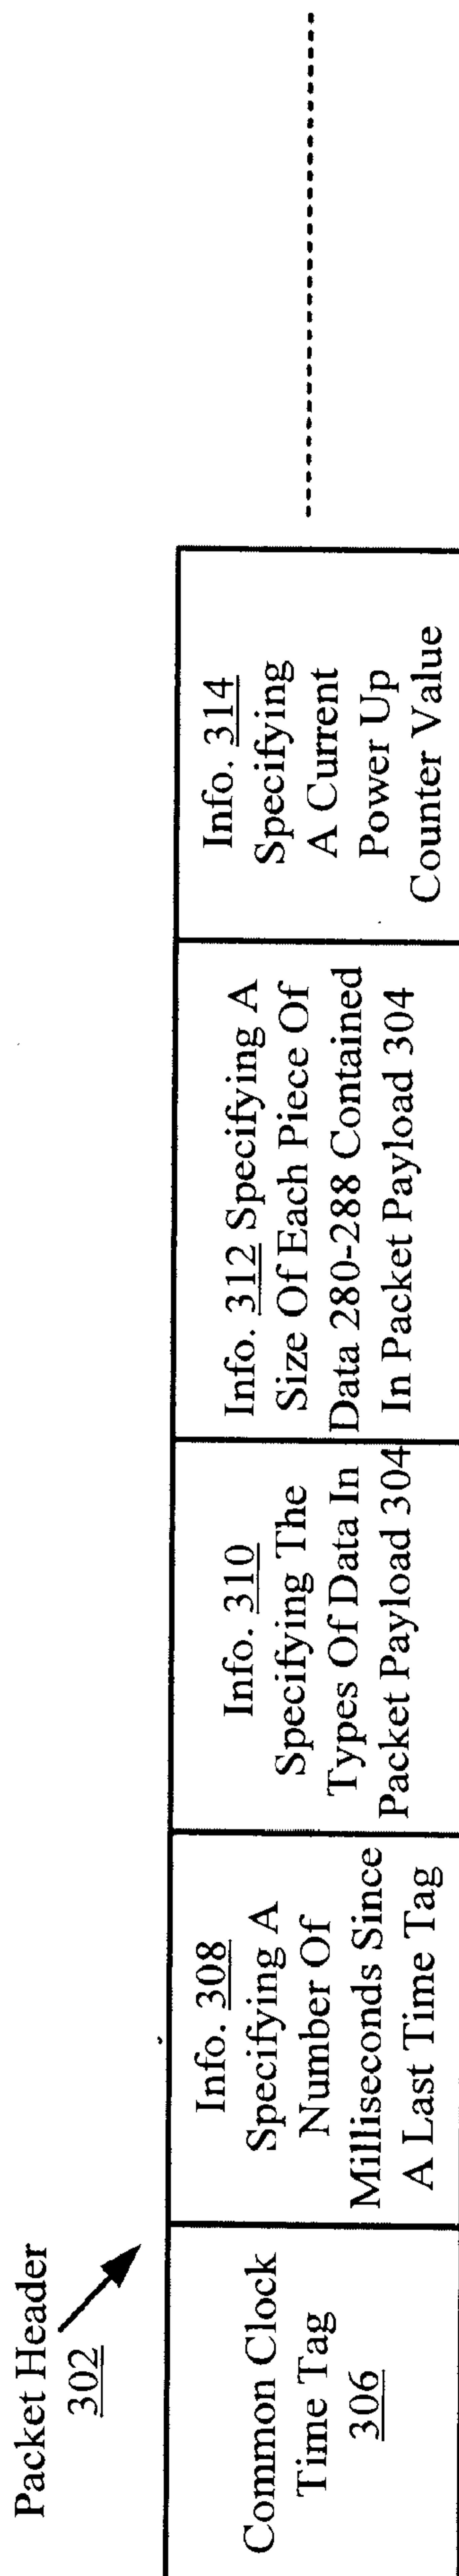 Packet Header
302
Common Clock
Time Tag
306
Info. 308
Specifying A
Number Of
Milliseconds Since
A Last Time Tag
Info. 310
Specifying The
Types Of Data In
Packet Payload 304
Info. 312 Specifying A
Size Of Each Piece Of
Data 280-288 Contained
In Packet Payload 304
Info. 314
Specifying
A Current
Power Up
Counter Value